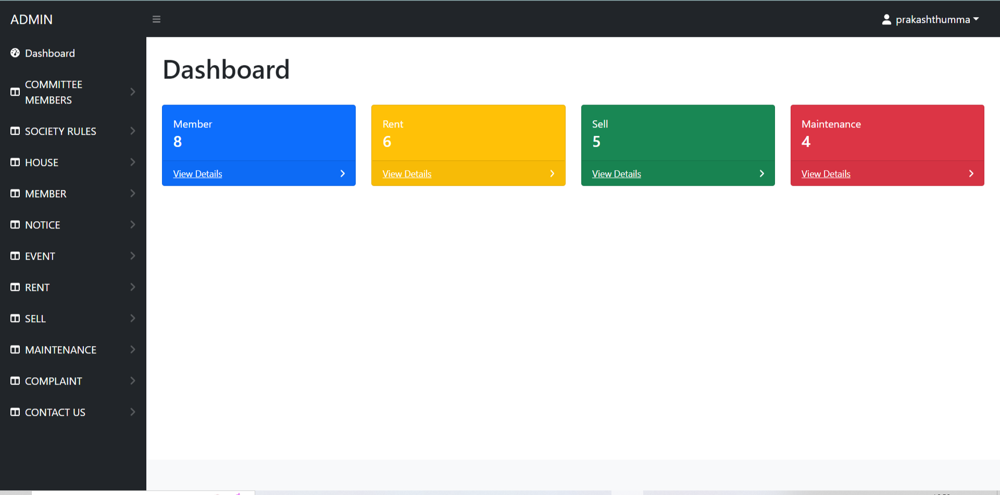 ADMIN
prakashthumma
Dashboard
COMMITTEE
MEMBERS
SOCIETY RULES
HOUSE
MEMBER
NOTICE
EVENT
RENT
SELL
MAINTENANCE
COMPLAINT
CONTACT US
Dashboard
Member
8
View Details
Rent
6
View Details
Sell
5
View Details
Maintenance
4
View Details